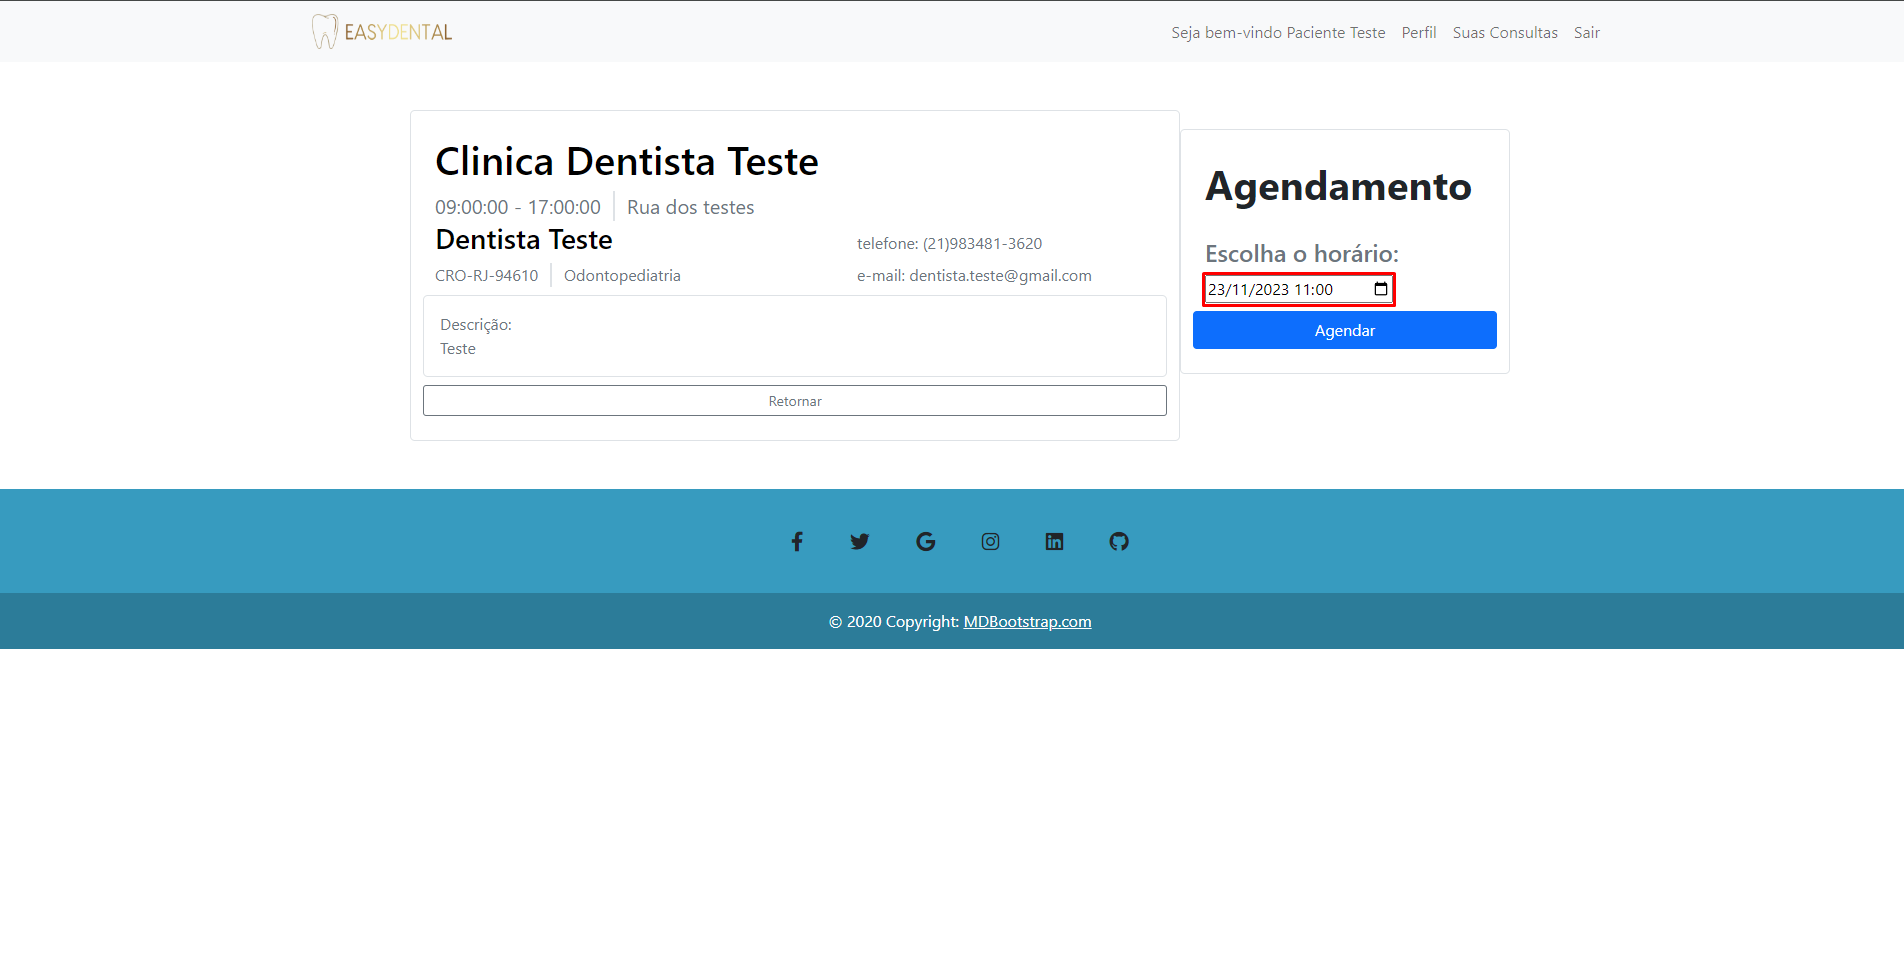 EASYDENTAL
Seja bem-vindo Paciente Teste Perfil Suas Consultas Sair
Clinica Dentista Teste
09:00:00 - 17:00:00 Rua dos testes
Dentista Teste
telefone: (21)983481-3620
CRO-RJ-94610 Odontopediatria
e-mail: dentista.teste@gmail.com
Descrição:
Teste
Retornar
Agendamento
Escolha o horário:
23/11/2023 11:00
Agendar
© 2020 Copyright: MDBootstrap.com